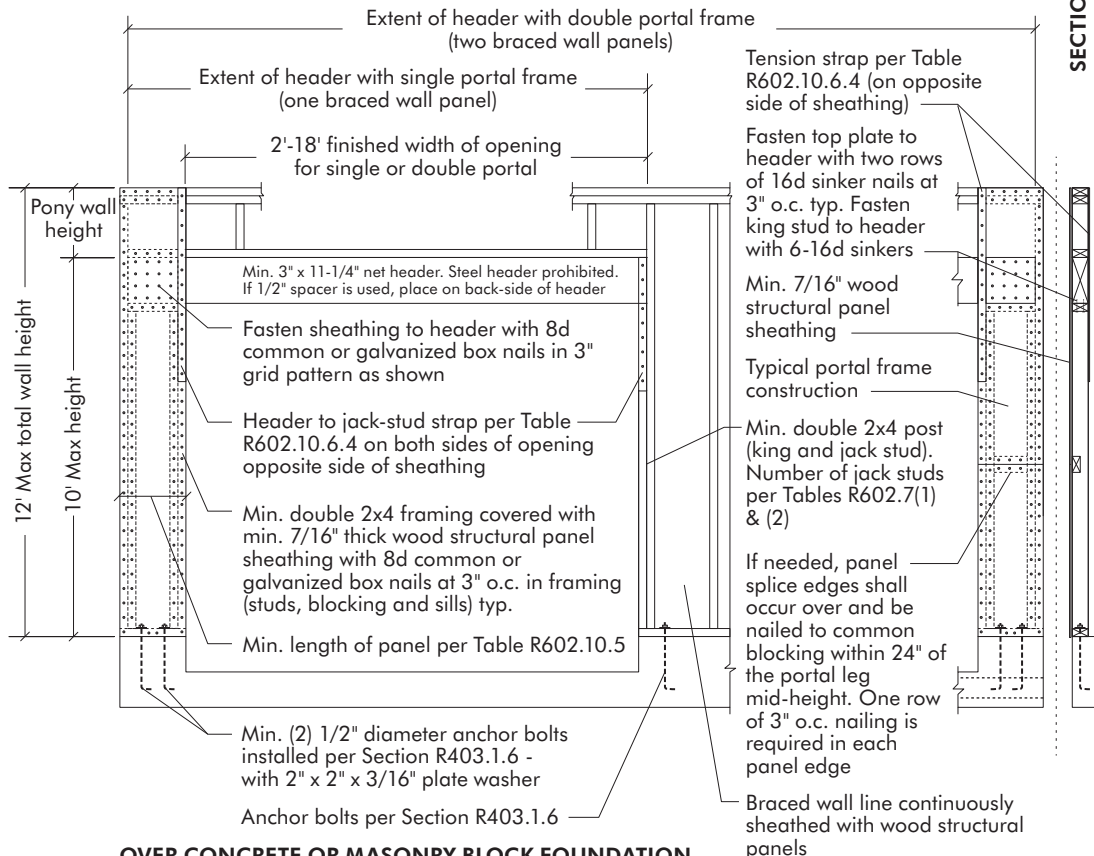 Extent of header with double portal frame
(two braced wall panels)
Extent of header with single portal frame
(one braced wall panel)
2'-18' finished width of opening
for single or double portal
Pony wall
height
12' Max total wall height
10' Max height
Min. 3" x 11-1/4" net header. Steel header prohibited.
If 1/2" spacer is used, place on back-side of header
Fasten sheathing to header with 8d
common or galvanized box nails in 3"
grid pattern as shown
Header to jack-stud strap per Table
R602.10.6.4 on both sides of opening
opposite side of sheathing
Min. double 2x4 framing covered with
min. 7/16" thick wood structural panel
sheathing with 8d common or
galvanized box nails at 3" o.c. in framing
(studs, blocking and sills) typ.
Min. length of panel per Table R602.10.5
Min. (2) 1/2" diameter anchor bolts
installed per Section R403.1.6 -
with 2" x 2" x 3/16" plate washer
Anchor bolts per Section R403.1.6
Tension strap per Table
R602.10.6.4 (on opposite
side of sheathing)
Fasten top plate to
header with two rows
of 16d sinker nails at
3" o.c. typ. Fasten
king stud to header
with 6-16d sinkers
Min. 7/16" wood
structural panel
sheathing
Typical portal frame
construction
Min. double 2x4 post
(king and jack stud).
Number of jack studs
per Tables R602.7(1)
& (2)
If needed, panel
splice edges shall
occur over and be
nailed to common
blocking within 24" of
the portal leg
mid-height. One row
of 3" o.c. nailing is
required in each
panel edge
Braced wall line continuously
sheathed with wood structural
panels
OVER CONCRETE OR MASONRY BLOCK FOUNDATION